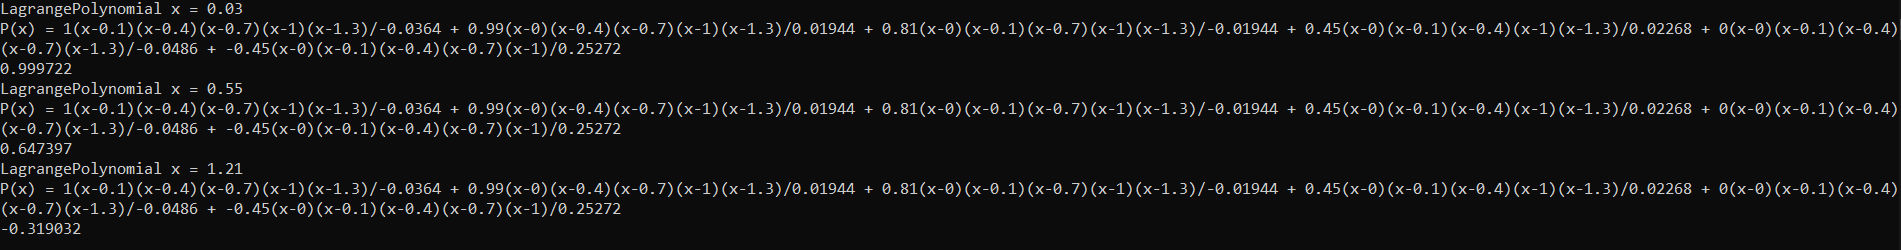 LagrangePolynomial x = 0.03
P(x) = 1(x-0.1)(x-0.4)(x-0.7)(x-1)(x-1.3)/-0.0364 + 0.99(x-0)(x-0.4)(x-0.7)(x-1)(x-1.3)/0.01944 + 0.81(x-0)(x-0.1)(x-0.7)(x-1)(x-1.3)/-0.01944 + 0.45(x-0)(x-0.1)(x-0.4)(x-1)(x-1.3)/0.02268 + 0(x-0)(x-0.1)(x-0.4)
(x-0.7)(x-1.3)/-0.0486 + -0.45(x-0)(x-0.1)(x-0.4)(x-0.7)(x-1)/0.25272
0.999722
LagrangePolynomial x = 0.55
P(x) = 1(x-0.1)(x-0.4)(x-0.7)(x-1)(x-1.3)/-0.0364 + 0.99(x-0)(x-0.4)(x-0.7)(x-1)(x-1.3)/0.01944 + 0.81(x-0)(x-0.1)(x-0.7)(x-1)(x-1.3)/-0.01944 + 0.45(x-0)(x-0.1)(x-0.4)(x-1)(x-1.3)/0.02268 + 0(x-0)(x-0.1)(x-0.4)
(x-0.7)(x-1.3)/-0.0486 + -0.45(x-0)(x-0.1)(x-0.4)(x-0.7)(x-1)/0.25272
0.647397
LagrangePolynomial x = 1.21
P(x) = 1(x-0.1)(x-0.4)(x-0.7)(x-1)(x-1.3)/-0.0364 + 0.99(x-0)(x-0.4)(x-0.7)(x-1)(x-1.3)/0.01944 + 0.81(x-0)(x-0.1)(x-0.7)(x-1)(x-1.3)/-0.01944 + 0.45(x-0)(x-0.1)(x-0.4)(x-1)(x-1.3)/0.02268 + 0(x-0)(x-0.1)(x-0.4)
(x-0.7)(x-1.3)/-0.0486 + -0.45(x-0)(x-0.1)(x-0.4)(x-0.7)(x-1)/0.25272
-0.319032